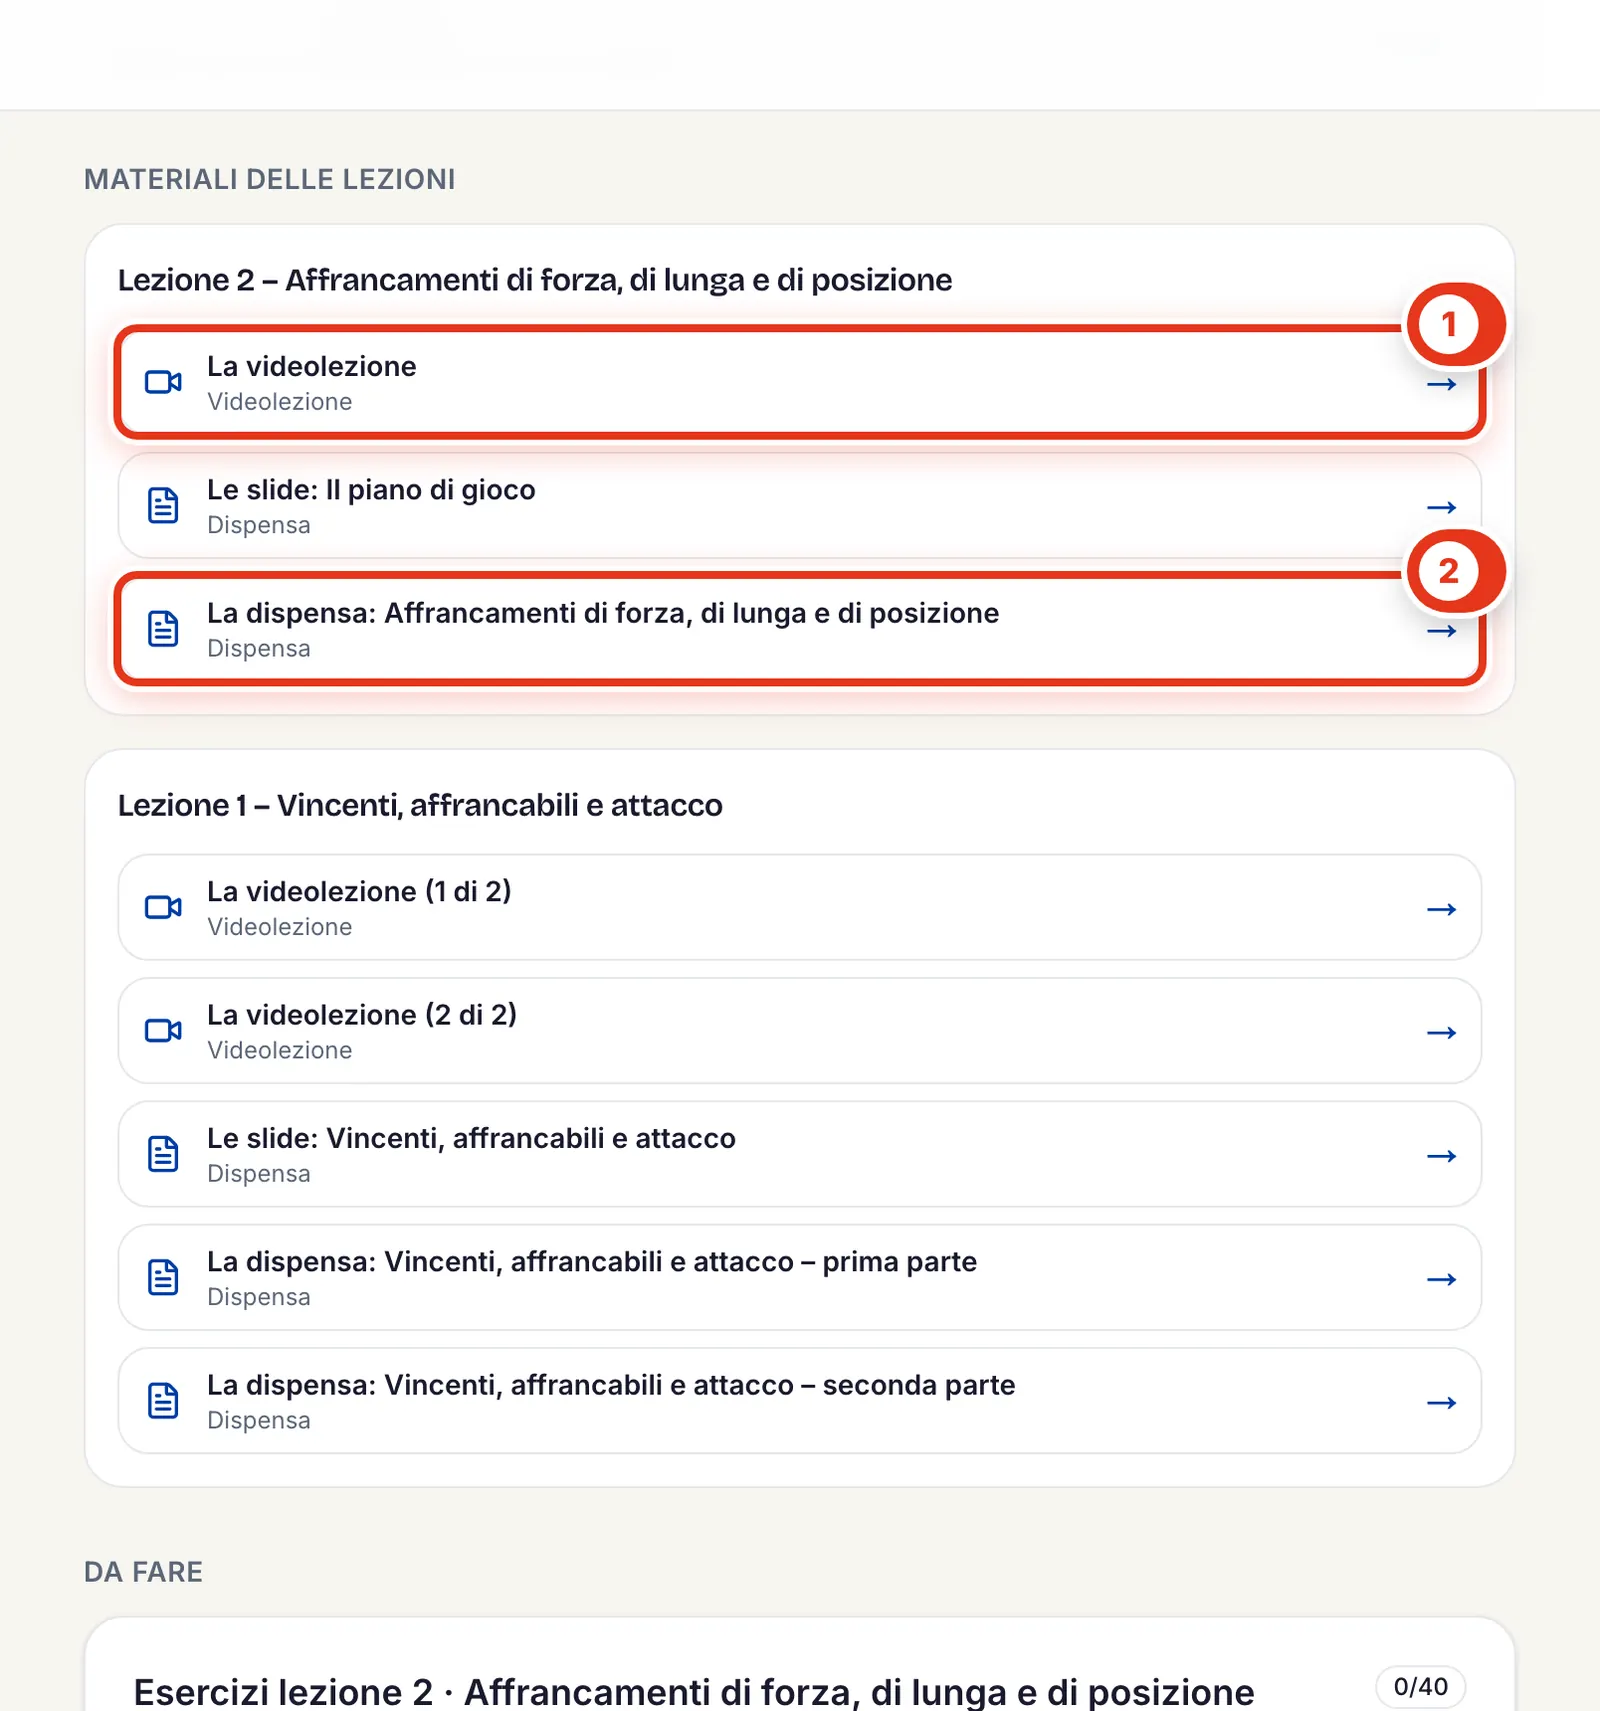 MATERIALI DELLE LEZIONI
Lezione 2 – Affrancamenti di forza, di lunga e di posizione
1
La videolezione
Videolezione
→
Le slide: Il piano di gioco
Dispensa
→
2
La dispensa: Affrancamenti di forza, di lunga e di posizione
Dispensa
→
Lezione 1 – Vincenti, affrancabili e attacco
La videolezione (1 di 2)
Videolezione
→
La videolezione (2 di 2)
Videolezione
→
Le slide: Vincenti, affrancabili e attacco
Dispensa
→
La dispensa: Vincenti, affrancabili e attacco – prima parte
Dispensa
→
La dispensa: Vincenti, affrancabili e attacco – seconda parte
Dispensa
→
DA FARE
Esercizi lezione 2 · Affrancamenti di forza, di lunga e di posizione
0/40